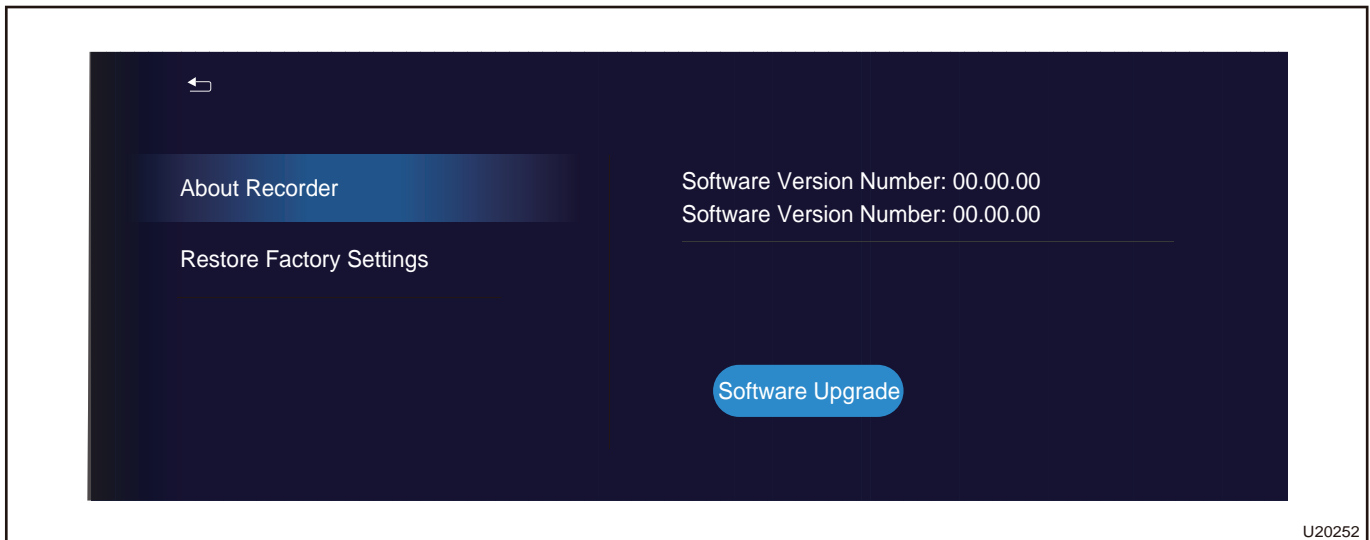 About Recorder
Restore Factory Settings
Software Version Number: 00.00.00
Software Version Number: 00.00.00
Software Upgrade
U20252